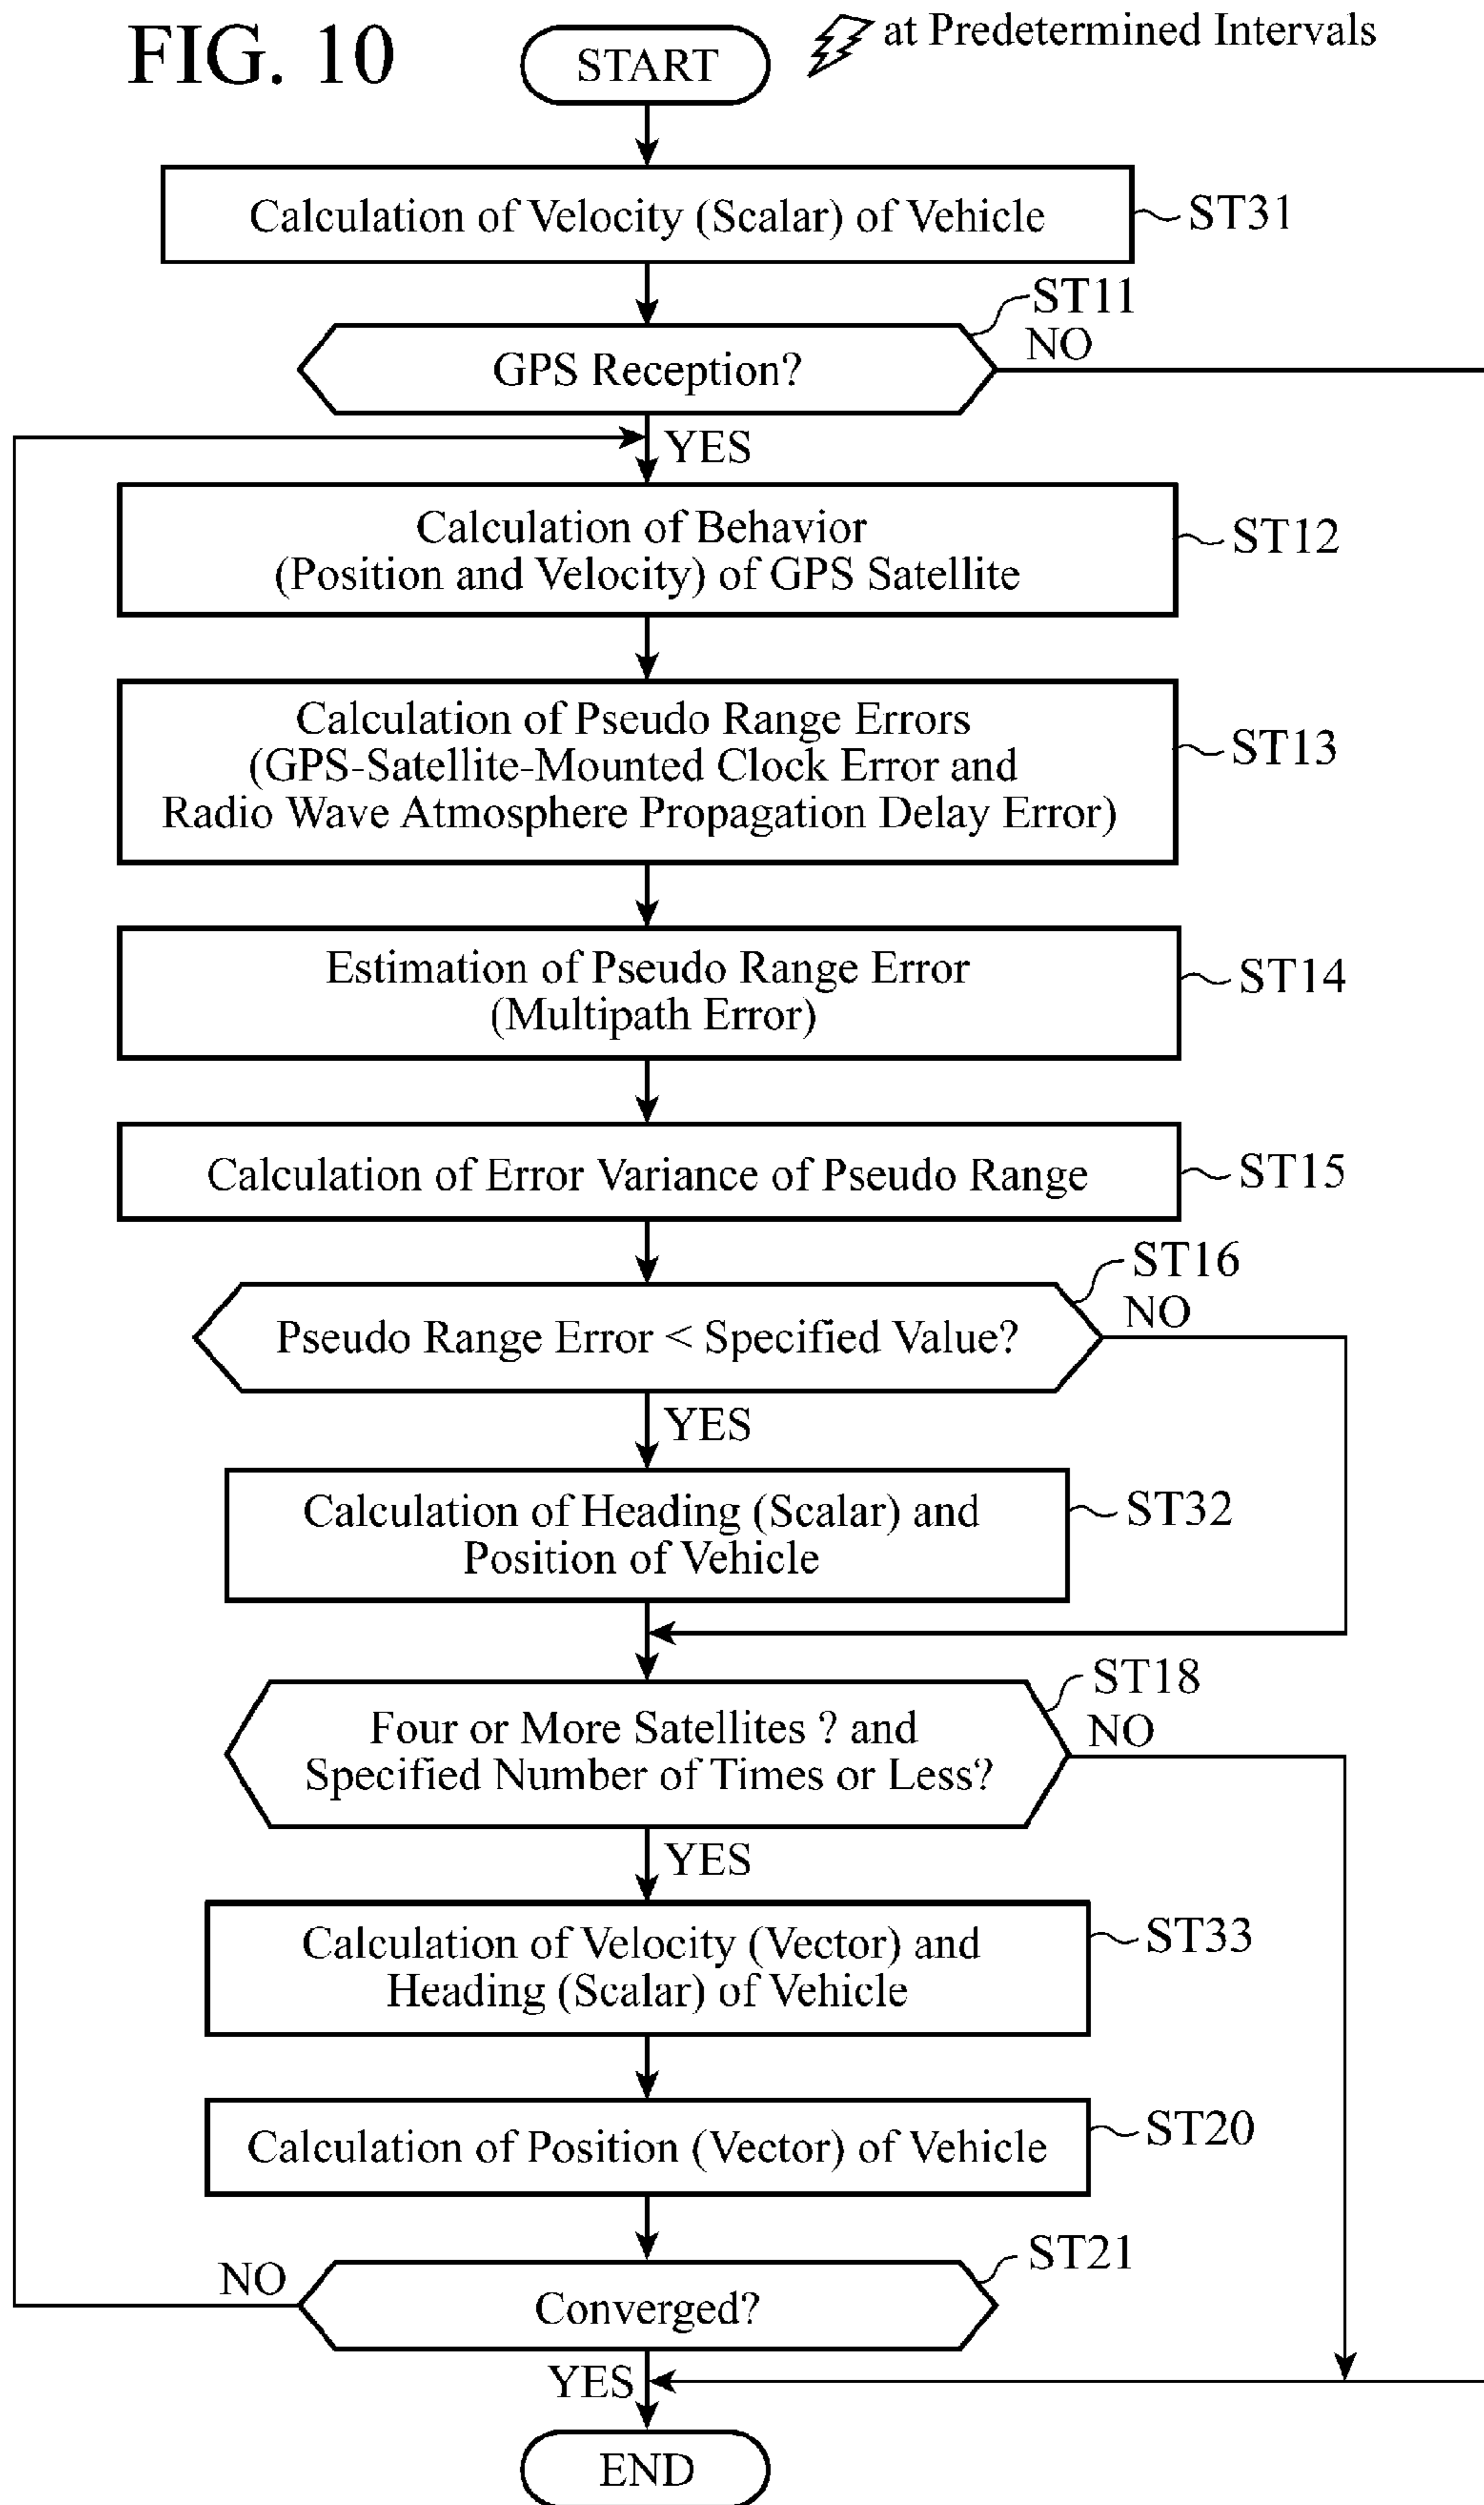 FIG. 10
START
at Predetermined Intervals
Calculation of Velocity (Scalar) of Vehicle
ST31
ST11
GPS Reception?
NO
YES
Calculation of Behavior
(Position and Velocity) of GPS Satellite
ST12
Calculation of Pseudo Range Errors
(GPS-Satellite-Mounted Clock Error and
Radio Wave Atmosphere Propagation Delay Error)
ST13
Estimation of Pseudo Range Error
(Multipath Error)
ST14
Calculation of Error Variance of Pseudo Range
ST15
ST16
Pseudo Range Error < Specified Value?
NO
YES
Calculation of Heading (Scalar) and
Position of Vehicle
ST32
ST18
Four or More Satellites ? and
Specified Number of Times or Less?
NO
YES
Calculation of Velocity (Vector) and
Heading (Scalar) of Vehicle
ST33
Calculation of Position (Vector) of Vehicle
ST20
ST21
NO
Converged?
YES
END